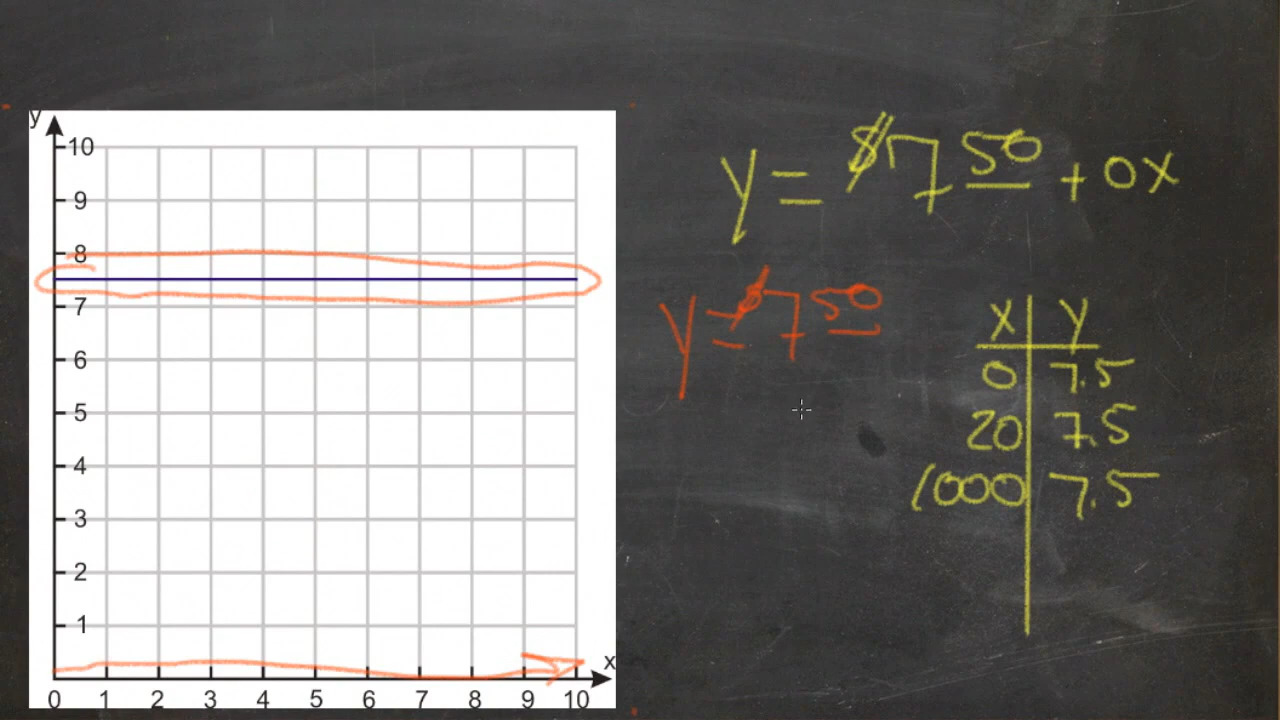 y
10
9
8
7
6
5
4
3
2
1
0 1 2 3 4 5 6 7 8 9 10
x
y = $7 50 + 0x
y = $7 50
x y
0 7.5
20 7.5
1000 7.5